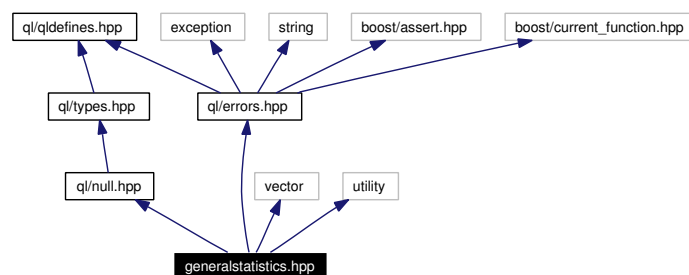 ql/qldefines.hpp
exception
string
boost/assert.hpp
boost/current_function.hpp
ql/types.hpp
ql/errors.hpp
ql/null.hpp
vector
utility
generalstatistics.hpp